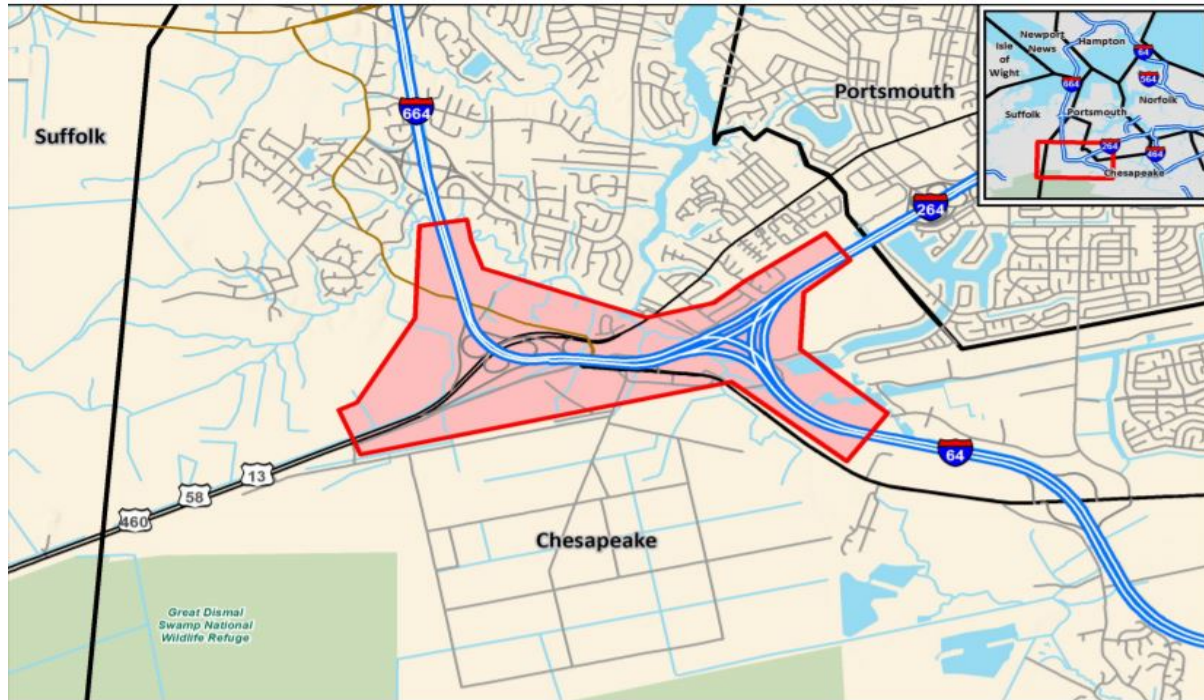 Suffolk
664
Portsmouth
264
13
58
460
64
Chesapeake
Great Dismal
Swamp National
Wildlife Refuge
Newport
News
Hampton
Isle
of
Wight
64
564
664
Norfolk
Suffolk
Portsmouth
264
464
Chesapeake